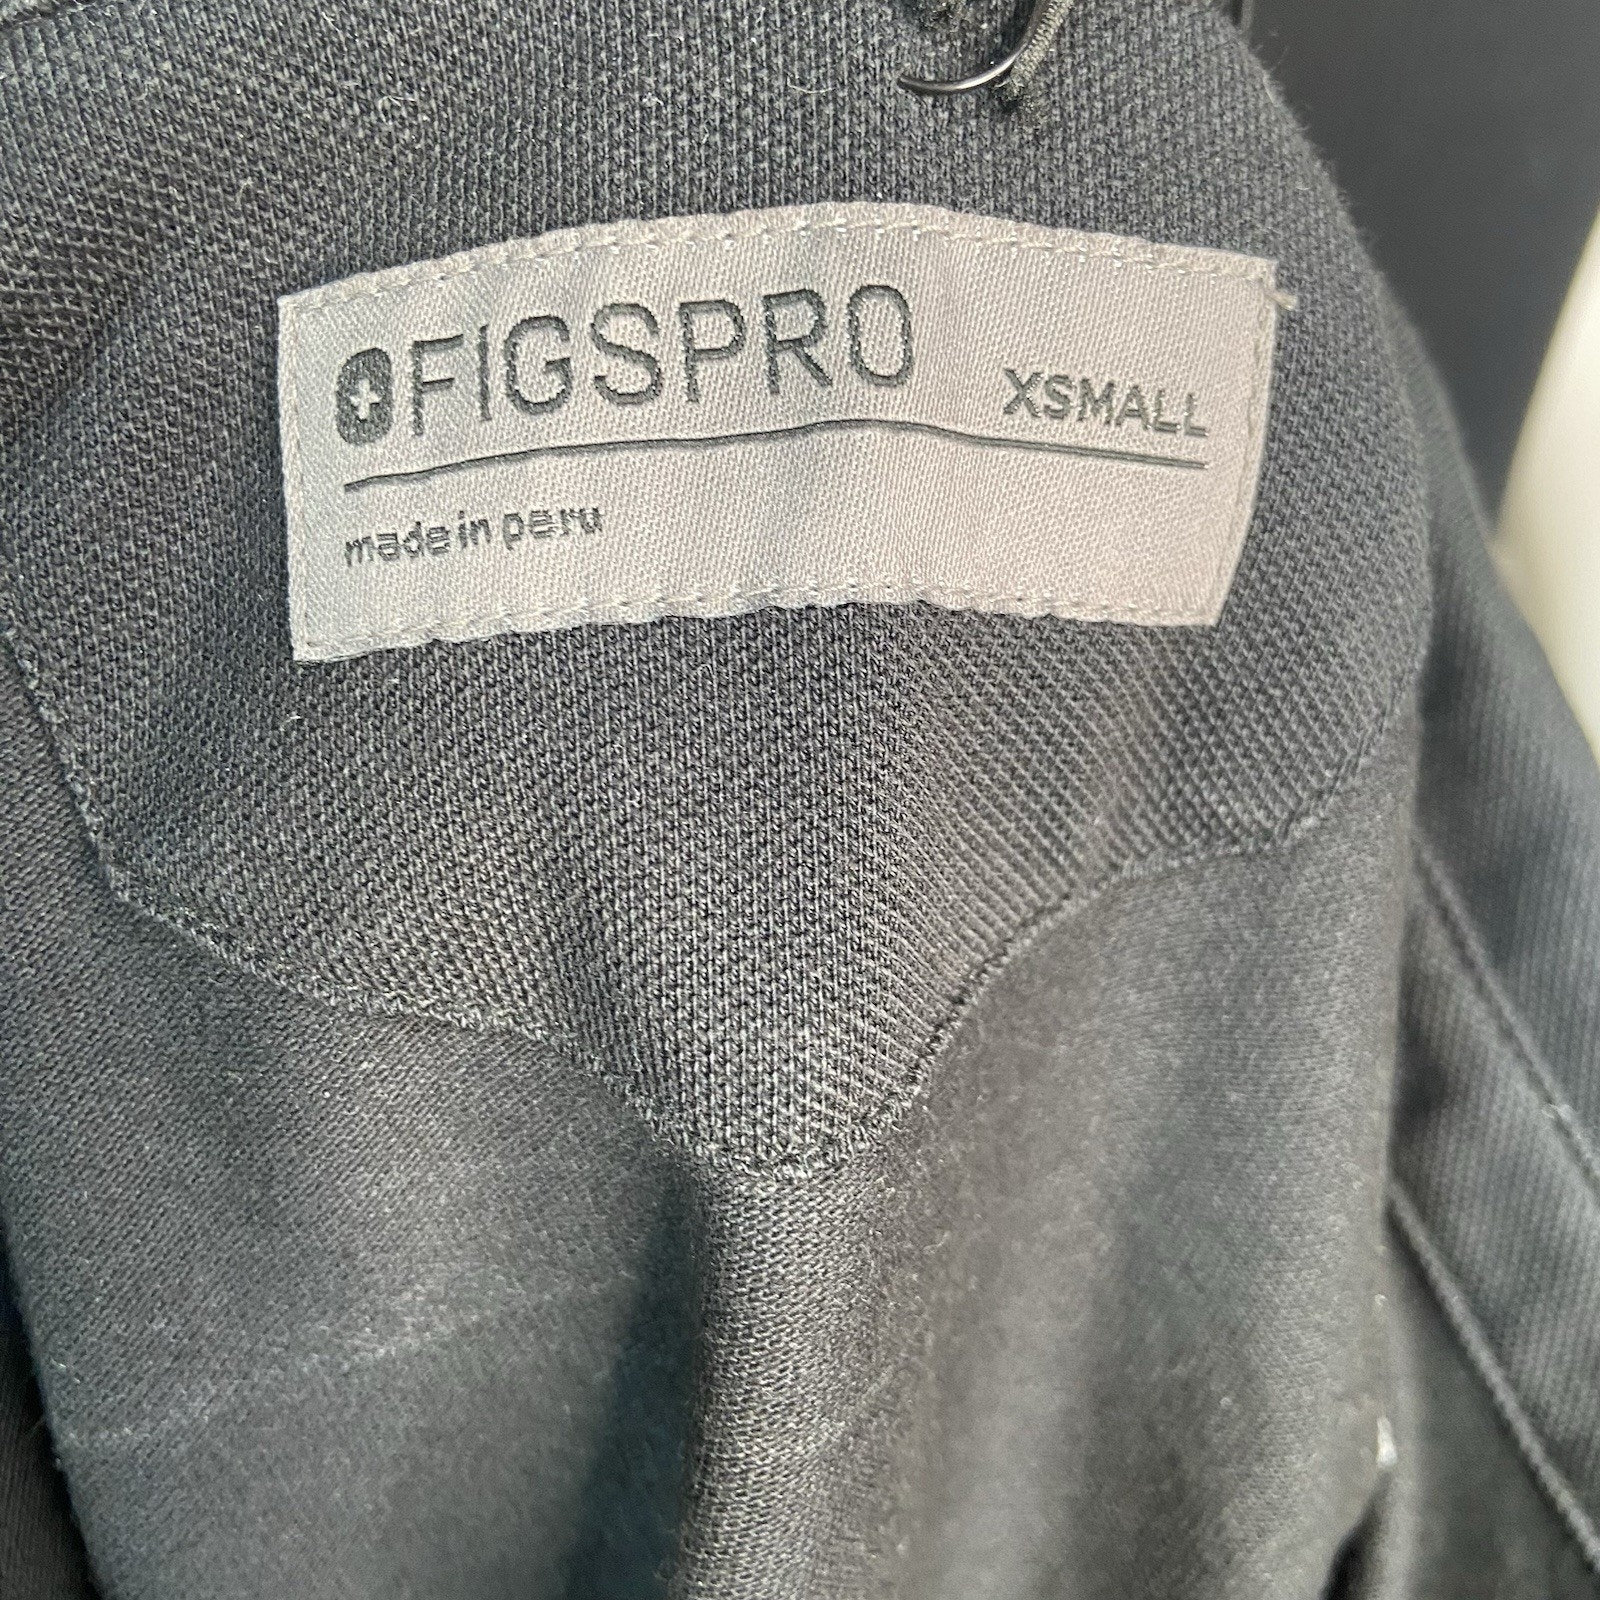 FIGSPRO XSMALL
made in peru